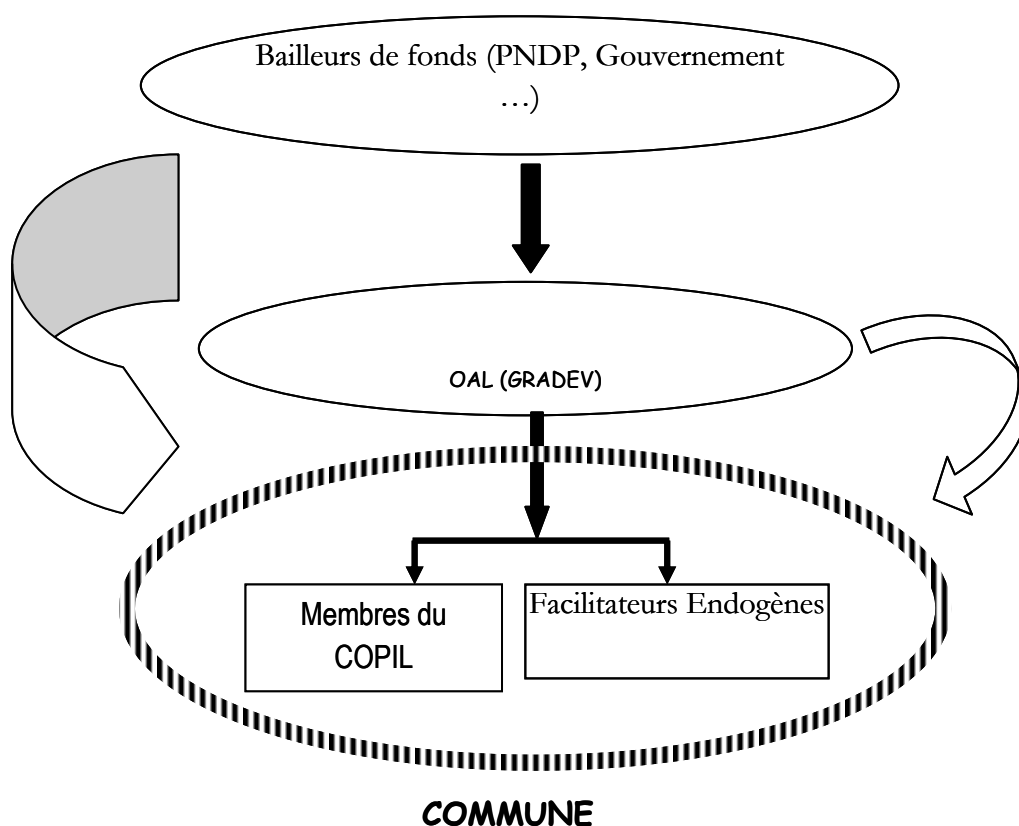 Bailleurs de fonds (PNDP, Gouvernement
…)
OAL (GRADEV)
Membres du
COPIL
Facilitateurs Endogènes
COMMUNE